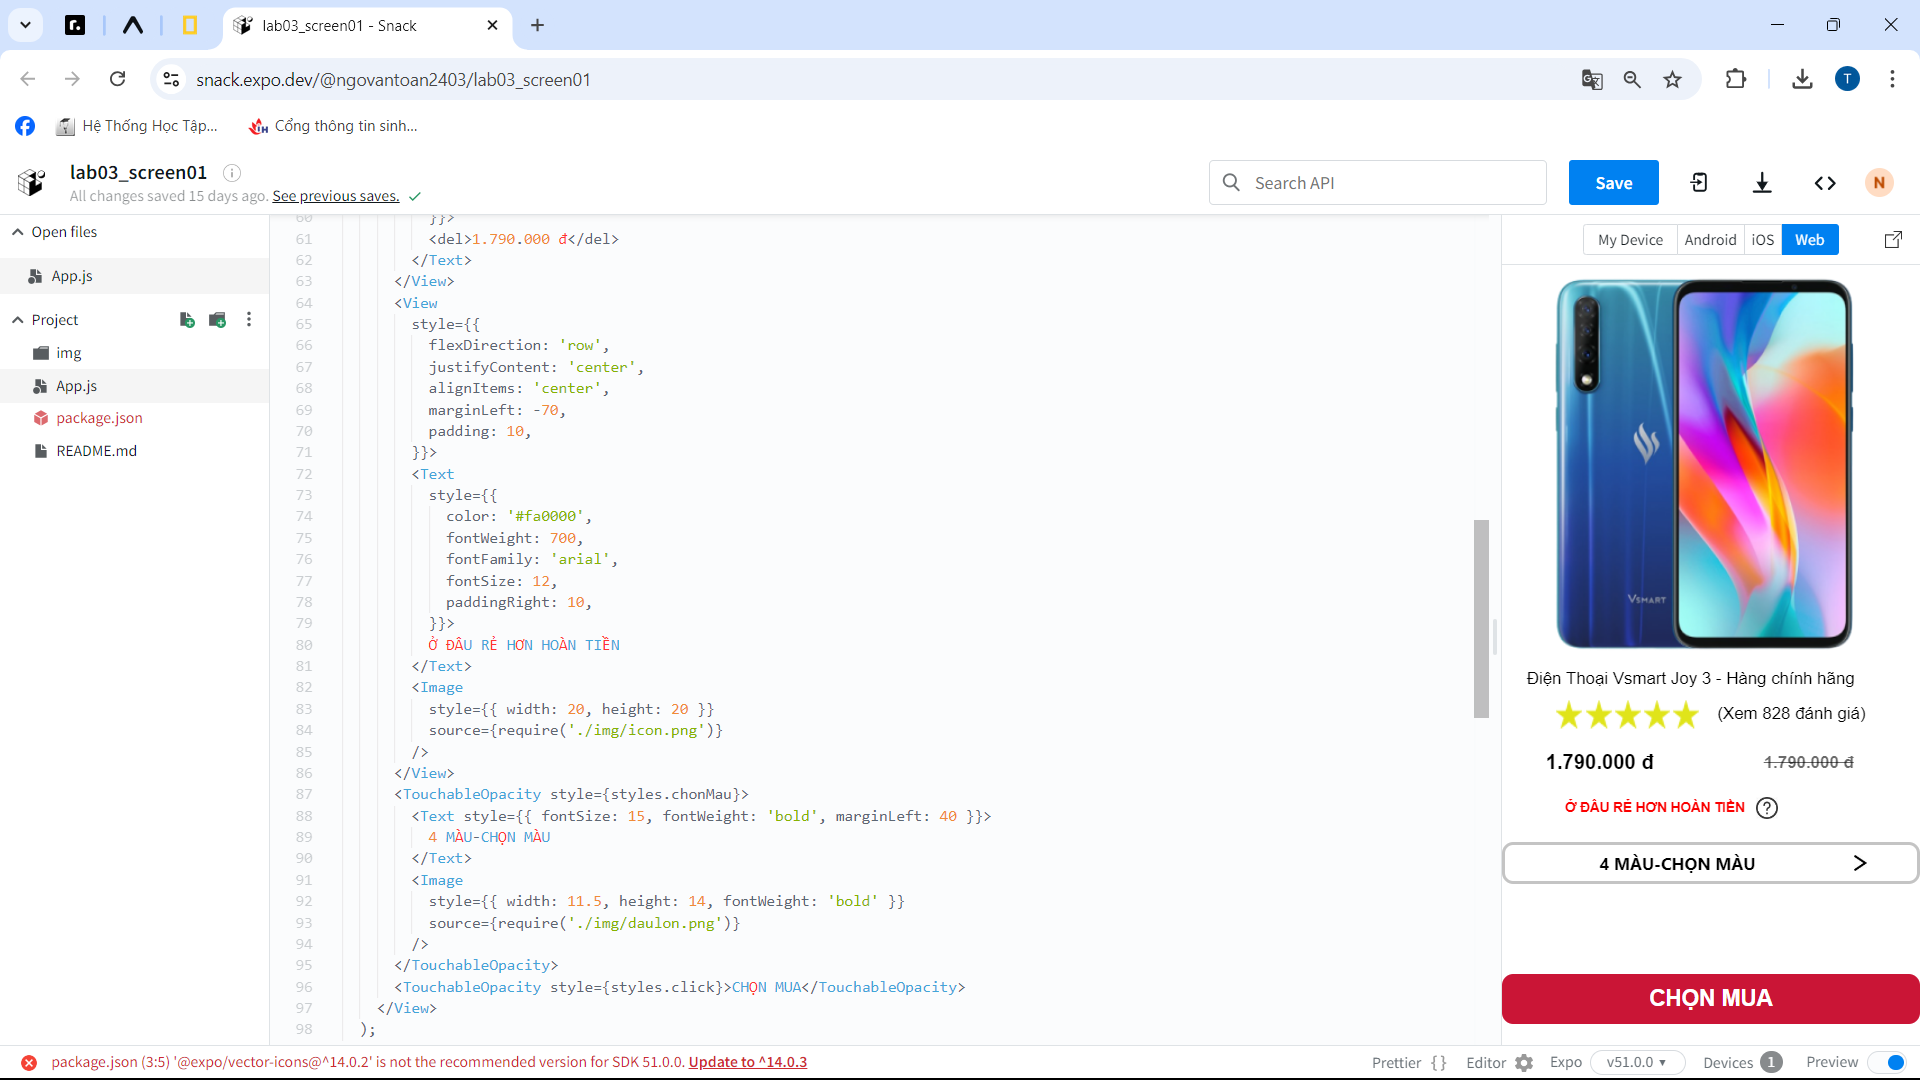 lab03_screen01 - Snack
snack.expo.dev/@ngovantoan2403/lab03_screen01
T
Hệ Thống Học Tập...
Cổng thông tin sinh...
lab03_screen01
All changes saved 15 days ago. See previous saves.
Search API
Save
N
Open files
App.js
Project
img
App.js
package.json
README.md
60 }}>
61 <del>1.790.000 đ</del>
62 </Text>
63 </View>
64 <View
65 style={{
66 flexDirection: 'row',
67 justifyContent: 'center',
68 alignItems: 'center',
69 marginLeft: -70,
70 padding: 10,
71 }}>
72 <Text
73 style={{
74 color: '#fa0000',
75 fontWeight: 700,
76 fontFamily: 'arial',
77 fontSize: 12,
78 paddingRight: 10,
79 }}>
80 Ở ĐÂU RẺ HƠN HOÀN TIỀN
81 </Text>
82 <Image
83 style={{ width: 20, height: 20 }}
84 source={require('./img/icon.png')}
85 />
86 </View>
87 <TouchableOpacity style={styles.chonMau}>
88 <Text style={{ fontSize: 15, fontWeight: 'bold', marginLeft: 40 }}>
89 4 MÀU-CHỌN MÀU
90 </Text>
91 <Image
92 style={{ width: 11.5, height: 14, fontWeight: 'bold' }}
93 source={require('./img/daulon.png')}
94 />
95 </TouchableOpacity>
96 <TouchableOpacity style={styles.click}>CHỌN MUA</TouchableOpacity>
97 </View>
98 );
My Device
Android
iOS
Web
VSMART
Điện Thoại Vsmart Joy 3 - Hàng chính hãng
(Xem 828 đánh giá)
1.790.000 đ
1.790.000 đ
Ở ĐÂU RẺ HƠN HOÀN TIỀN ?
4 MÀU-CHỌN MÀU
CHỌN MUA
package.json (3:5) '@expo/vector-icons@^14.0.2' is not the recommended version for SDK 51.0.0. Update to ^14.0.3
Prettier { }
Editor
Expo
v51.0.0
Devices 1
Preview